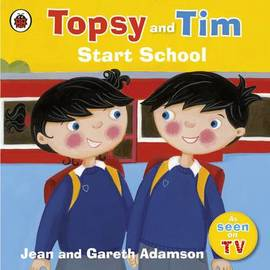 Topsy and Tim
Start School
Jean and Gareth Adamson
As
seen
on
TV